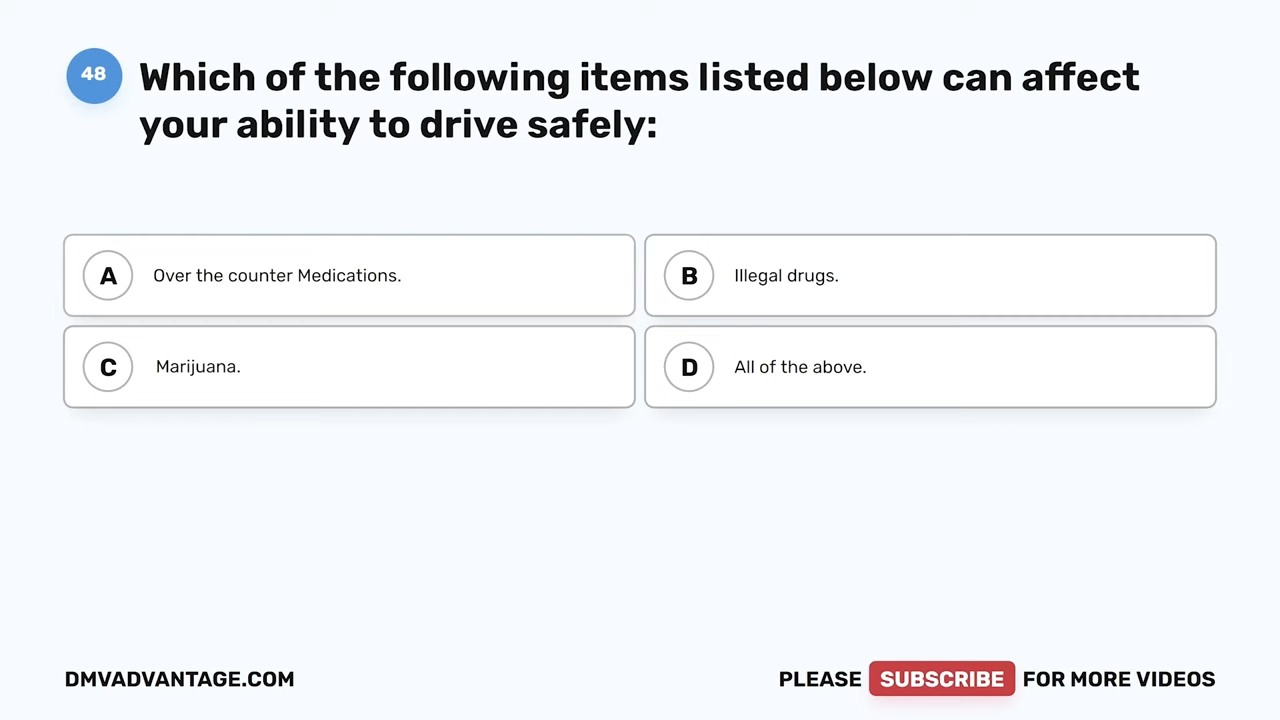 48
Which of the following items listed below can affect
your ability to drive safely:
A Over the counter Medications.
B Illegal drugs.
C Marijuana.
D All of the above.
DMVADVANTAGE.COM
PLEASE SUBSCRIBE FOR MORE VIDEOS